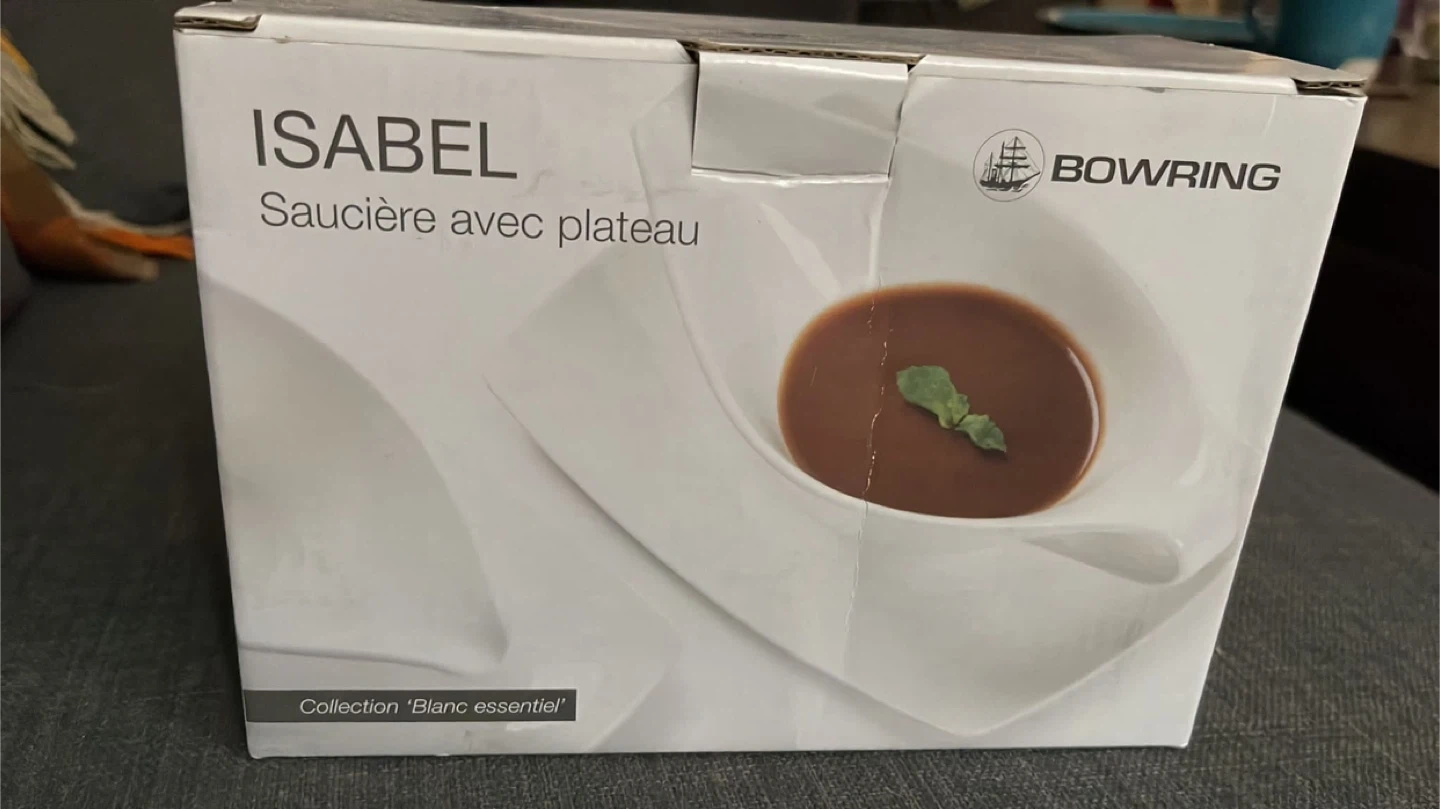 ISABEL
Saucière avec plateau
BOWRING
Collection 'Blanc essentiel'